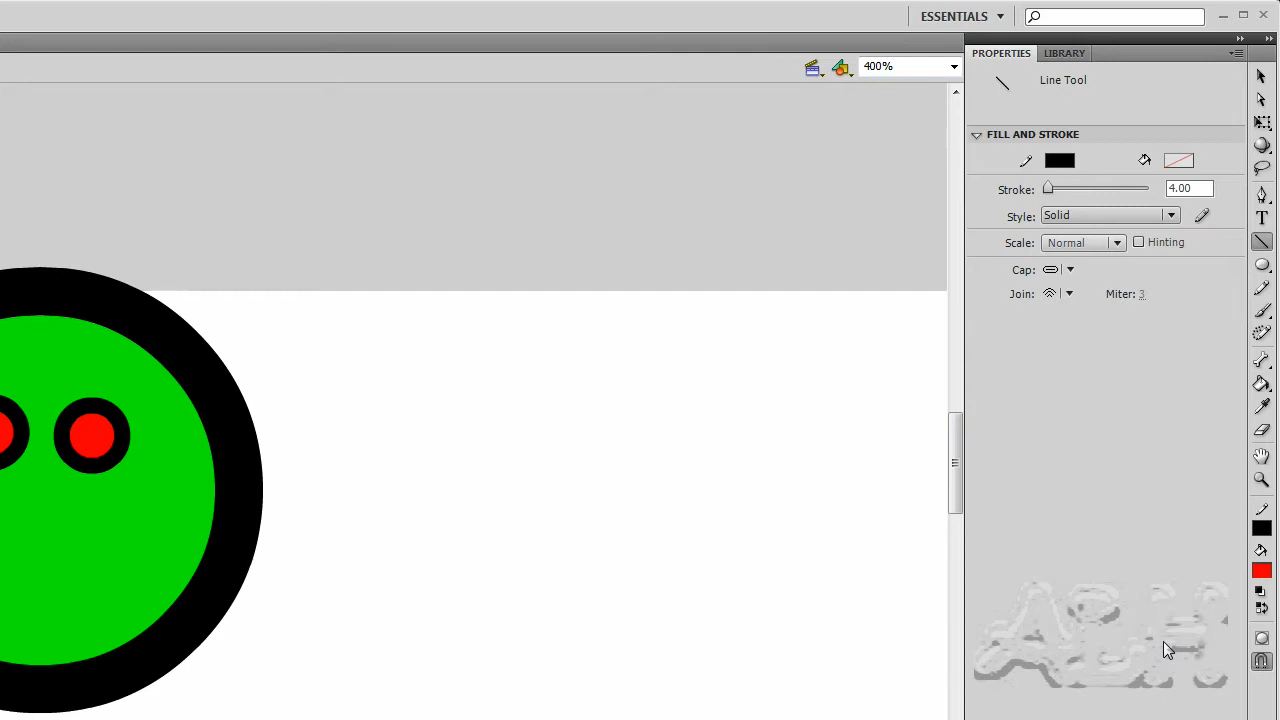 ESSENTIALS
400%
PROPERTIES LIBRARY
Line Tool
FILL AND STROKE
Stroke: 4.00
Style: Solid
Scale: Normal Hinting
Cap:
Join: Miter: 3
T